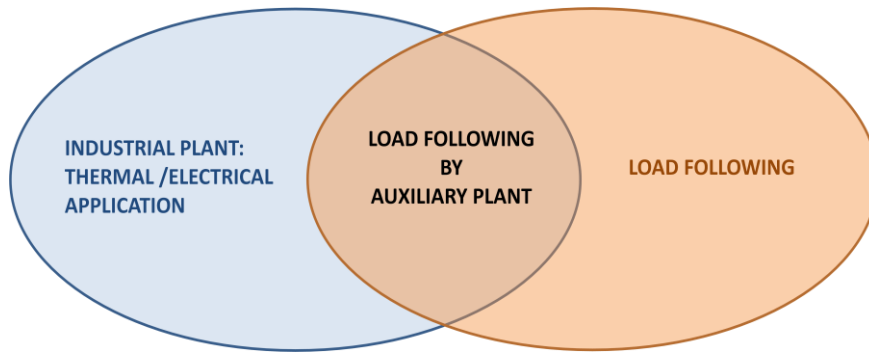 INDUSTRIAL PLANT:
THERMAL /ELECTRICAL
APPLICATION
LOAD FOLLOWING
BY
AUXILIARY PLANT
LOAD FOLLOWING